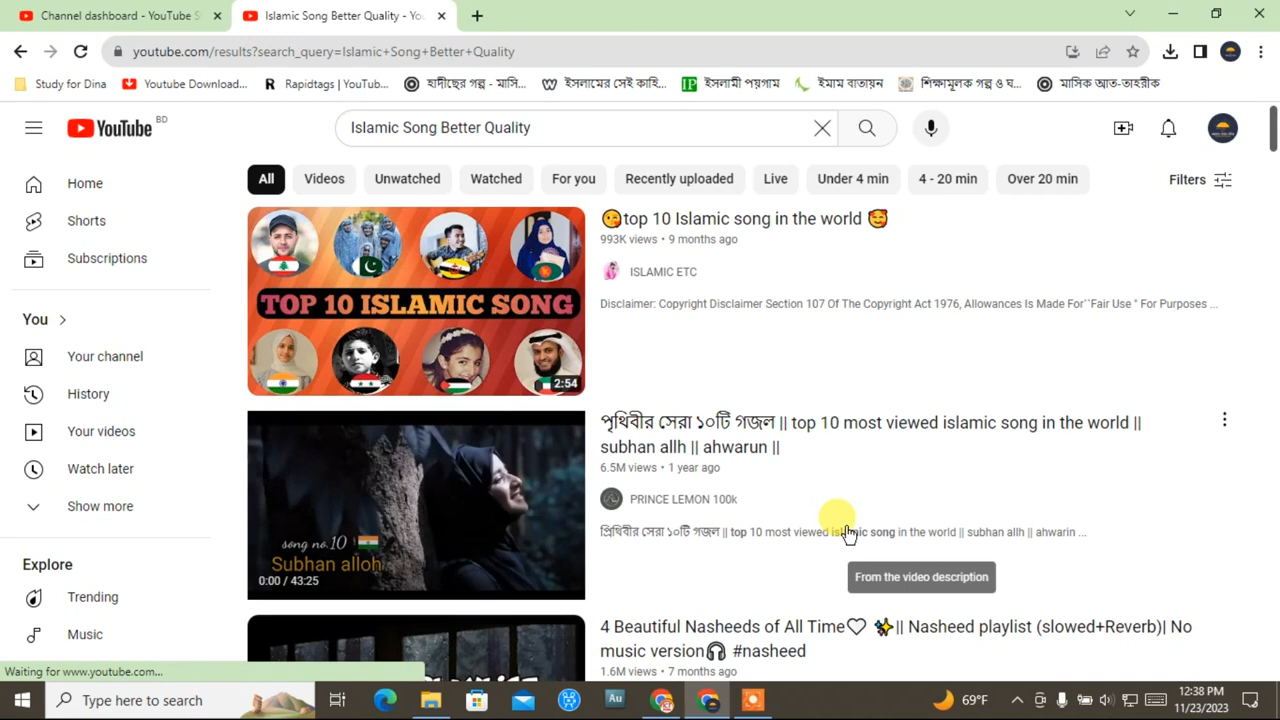 Channel dashboard - YouTube S
Islamic Song Better Quality - You
youtube.com/results?search_query=Islamic+Song+Better+Quality
Study for Dina
Youtube Download...
Rapidtags | YouTub...
হাদীছের গল্প - মাসি...
ইসলামের সেই কাহি...
ইসলামী পয়গাম
ইমাম বাতায়ন
শিক্ষামূলক গল্প ও ঘ...
মাসিক আত-তাহরীক
YouTube BD
Islamic Song Better Quality
All
Videos
Unwatched
Watched
For you
Recently uploaded
Live
Under 4 min
4 - 20 min
Over 20 min
Filters
Home
Shorts
Subscriptions
You
Your channel
History
Your videos
Watch later
Show more
Explore
Trending
Music
TOP 10 ISLAMIC SONG
2:54
top 10 Islamic song in the world
993K views • 9 months ago
ISLAMIC ETC
Disclaimer: Copyright Disclaimer Section 107 Of The Copyright Act 1976, Allowances Is Made For``Fair Use " For Purposes ...
song no.10
Subhan alloh
0:00 / 43:25
পৃথিবীর সেরা ১০টি গজল || top 10 most viewed islamic song in the world ||
subhan allh || ahwarun ||
6.5M views • 1 year ago
PRINCE LEMON 100k
প্রিথিবীর সেরা ১০টি গজল || top 10 most viewed islamic song in the world || subhan allh || ahwarin ...
From the video description
4 Beautiful Nasheeds of All Time || Nasheed playlist (slowed+Reverb)| No
music version #nasheed
1.6M views • 7 months ago
Waiting for www.youtube.com...
Type here to search
Au
69°F
12:38 PM
11/23/2023